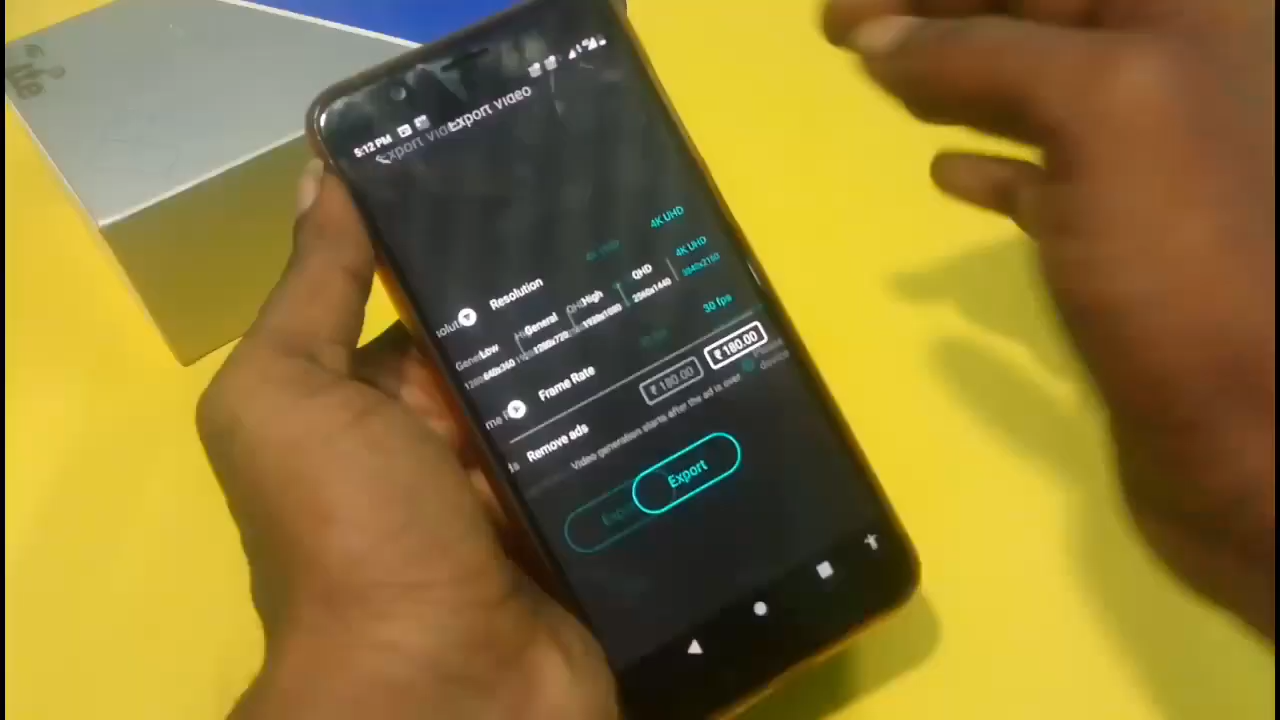 5:12 PM
Export video
4K UHD
Resolution
Low
General
High
QHD
4K UHD
640x360
1280x720
1920x1080
2560x1440
3840x2160
Frame Rate
30 fps
Remove ads
₹ 180.00
₹ 180.00
Video generation starts after the ad is over
Please
device
Export